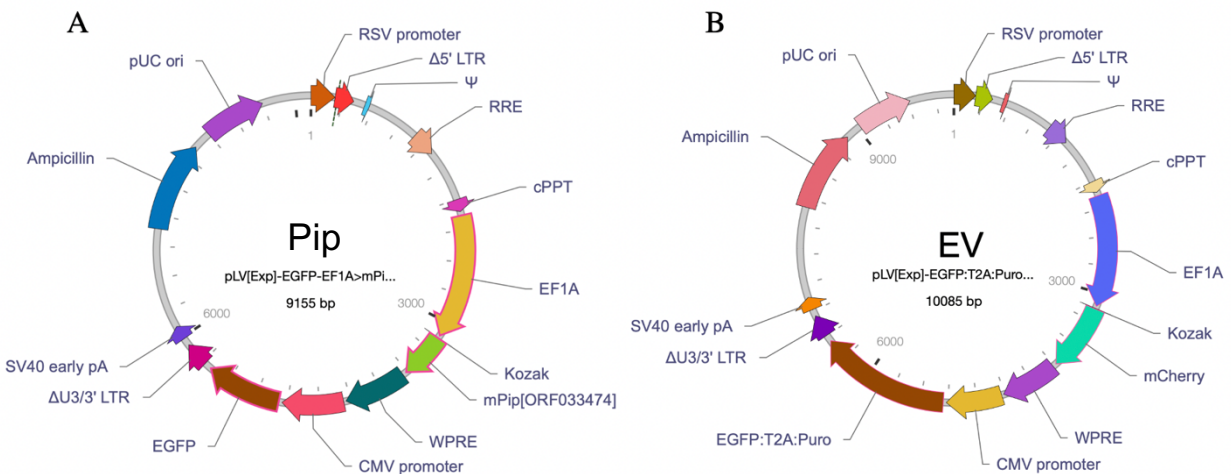 A
RSV promoter
Δ5' LTR
Ψ
RRE
cPPT
EF1A
Kozak
mPip[ORF033474]
WPRE
CMV promoter
EGFP
ΔU3/3' LTR
SV40 early pA
Ampicillin
pUC ori
1
3000
6000
Pip
pLV[Exp]-EGFP-EF1A>mPi...
9155 bp
B
RSV promoter
Δ5' LTR
Ψ
RRE
cPPT
EF1A
Kozak
mCherry
WPRE
CMV promoter
EGFP:T2A:Puro
ΔU3/3' LTR
SV40 early pA
Ampicillin
pUC ori
1
3000
6000
9000
EV
pLV[Exp]-EGFP:T2A:Puro...
10085 bp